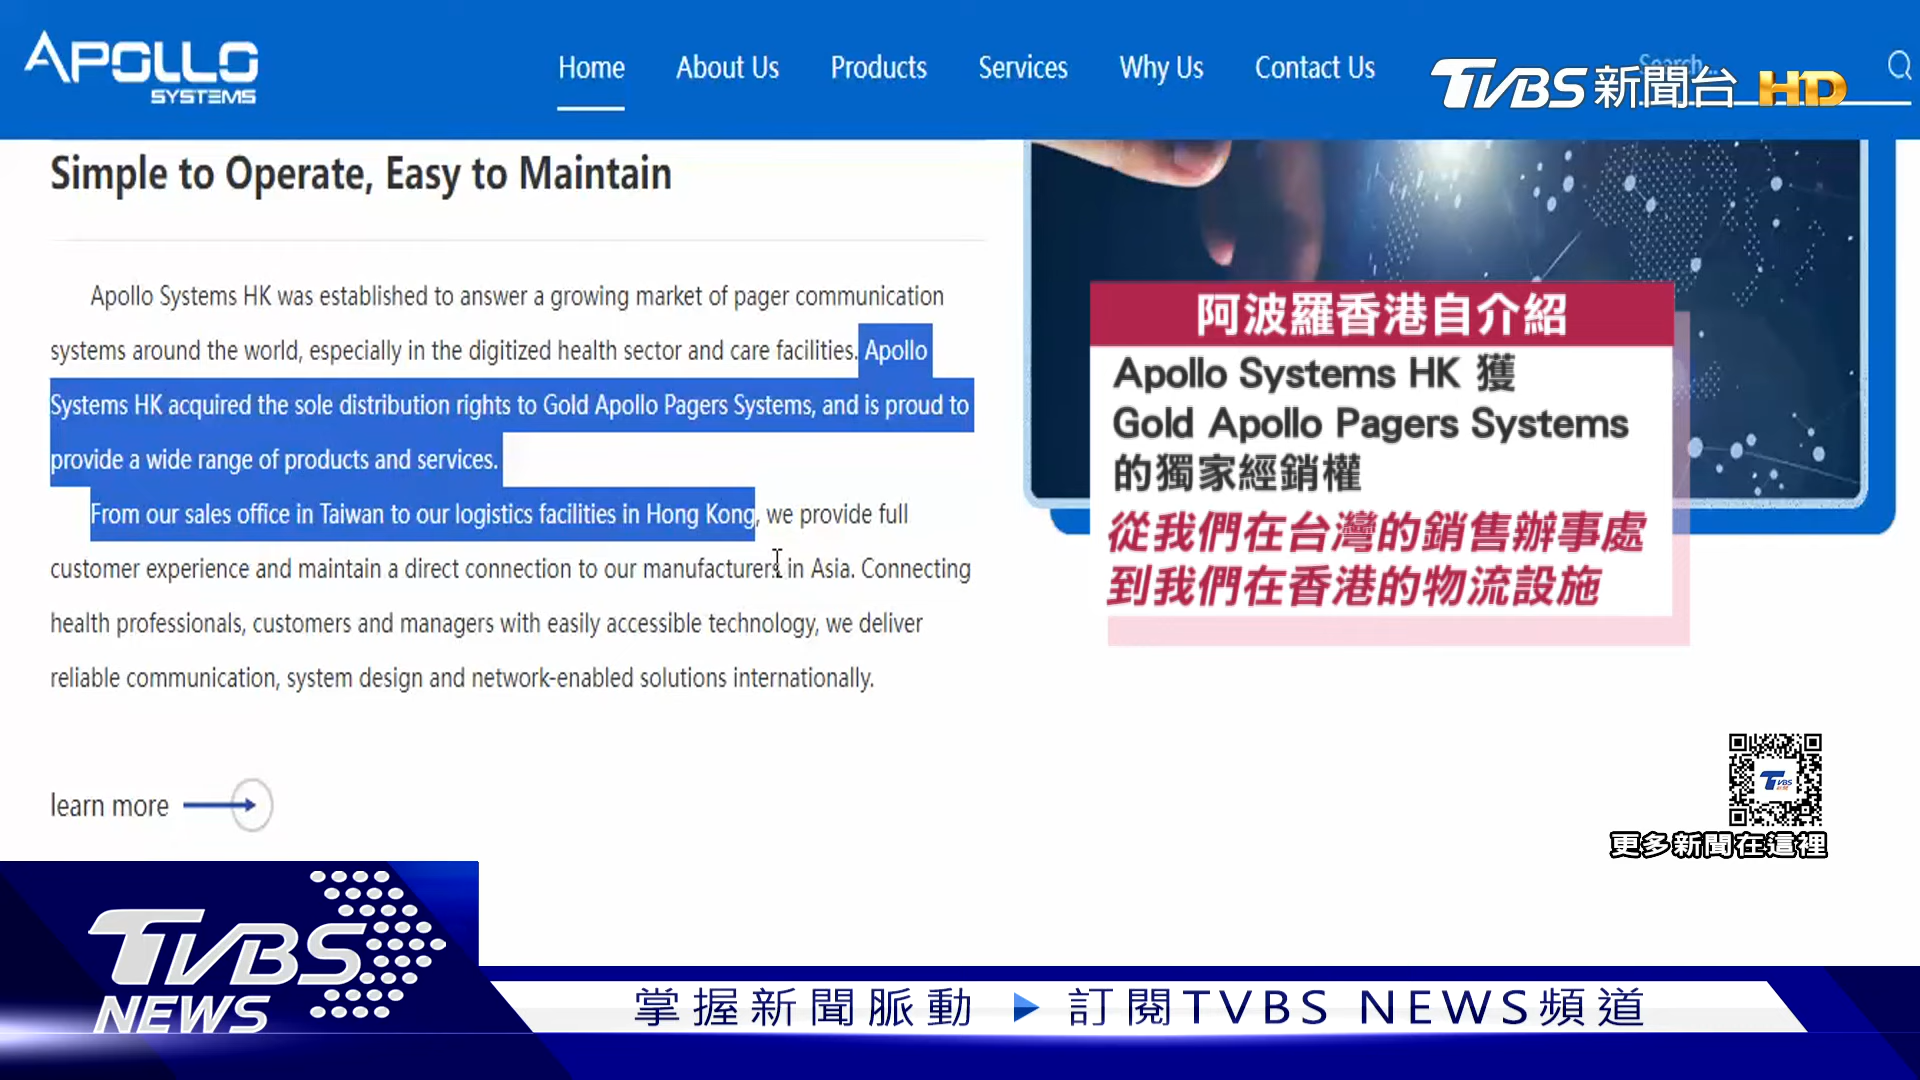 APOLLO
SYSTEMS
Home About Us Products Services Why Us Contact Us
Search...
TVBS新聞台 HD
Simple to Operate, Easy to Maintain
Apollo Systems HK was established to answer a growing market of pager communication
systems around the world, especially in the digitized health sector and care facilities. Apollo
Systems HK acquired the sole distribution rights to Gold Apollo Pagers Systems, and is proud to
provide a wide range of products and services.
From our sales office in Taiwan to our logistics facilities in Hong Kong, we provide full
customer experience and maintain a direct connection to our manufacturers in Asia. Connecting
health professionals, customers and managers with easily accessible technology, we deliver
reliable communication, system design and network-enabled solutions internationally.
learn more
阿波羅香港自介紹
Apollo Systems HK 獲
Gold Apollo Pagers Systems
的獨家經銷權
從我們在台灣的銷售辦事處
到我們在香港的物流設施
TVBS
更多新聞在這裡
TVBS
NEWS
掌握新聞脈動 ▶ 訂閱TVBS NEWS頻道